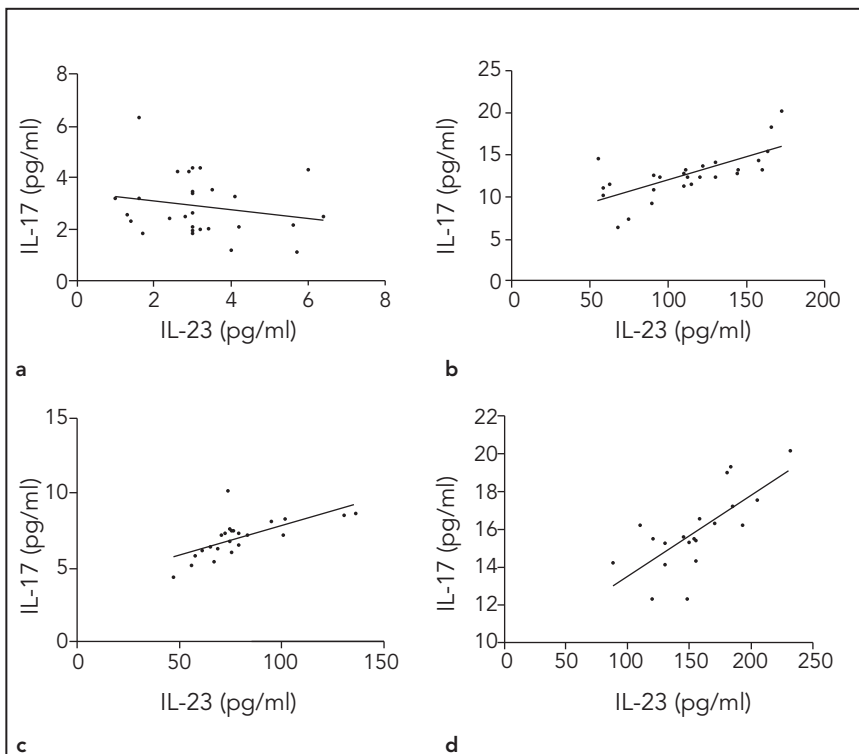 8
6
4
2
0
IL-17 (pg/ml)
0 2 4 6 8
IL-23 (pg/ml)
a
25
20
15
10
5
0
IL-17 (pg/ml)
0 50 100 150 200
IL-23 (pg/ml)
b
15
10
5
0
IL-17 (pg/ml)
0 50 100 150
IL-23 (pg/ml)
c
22
20
18
16
14
12
10
IL-17 (pg/ml)
0 50 100 150 200 250
IL-23 (pg/ml)
d